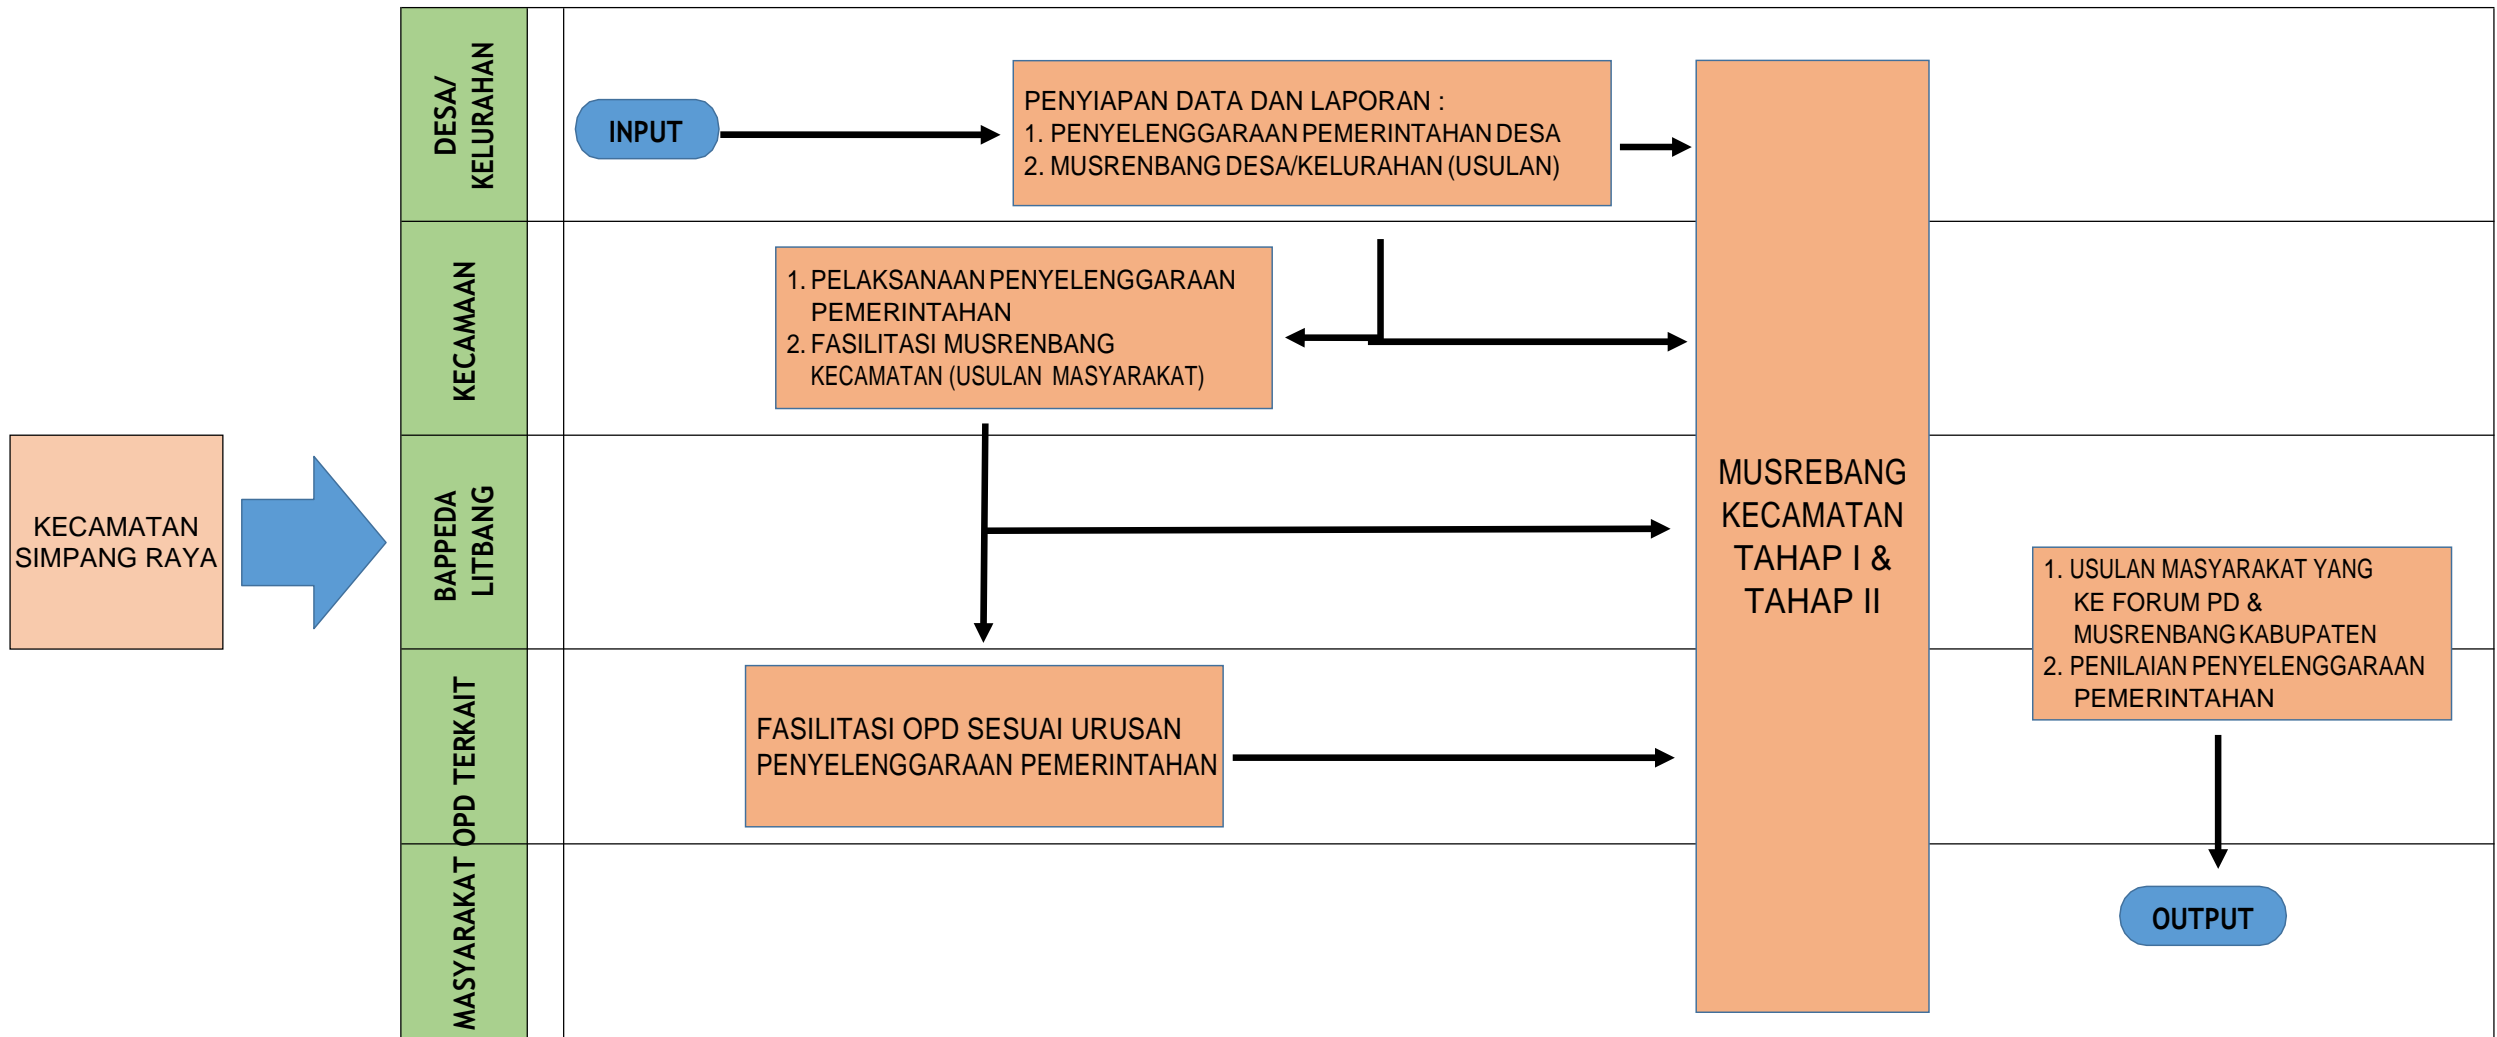 KECAMATAN
SIMPANG RAYA
DESA/
KELURAHAN
INPUT
PENYIAPAN DATA DAN LAPORAN :
1. PENYELENGGARAAN PEMERINTAHAN DESA
2. MUSRENBANG DESA/KELURAHAN (USULAN)
KECAMAAN
1. PELAKSANAAN PENYELENGGARAAN
PEMERINTAHAN
2. FASILITASI MUSRENBANG
KECAMATAN (USULAN MASYARAKAT)
BAPPEDA
LITBANG
OPD TERKAIT
FASILITASI OPD SESUAI URUSAN
PENYELENGGARAAN PEMERINTAHAN
MASYARAKAT
MUSREBANG
KECAMATAN
TAHAP I &
TAHAP II
1. USULAN MASYARAKAT YANG
KE FORUM PD &
MUSRENBANG KABUPATEN
2. PENILAIAN PENYELENGGARAAN
PEMERINTAHAN
OUTPUT